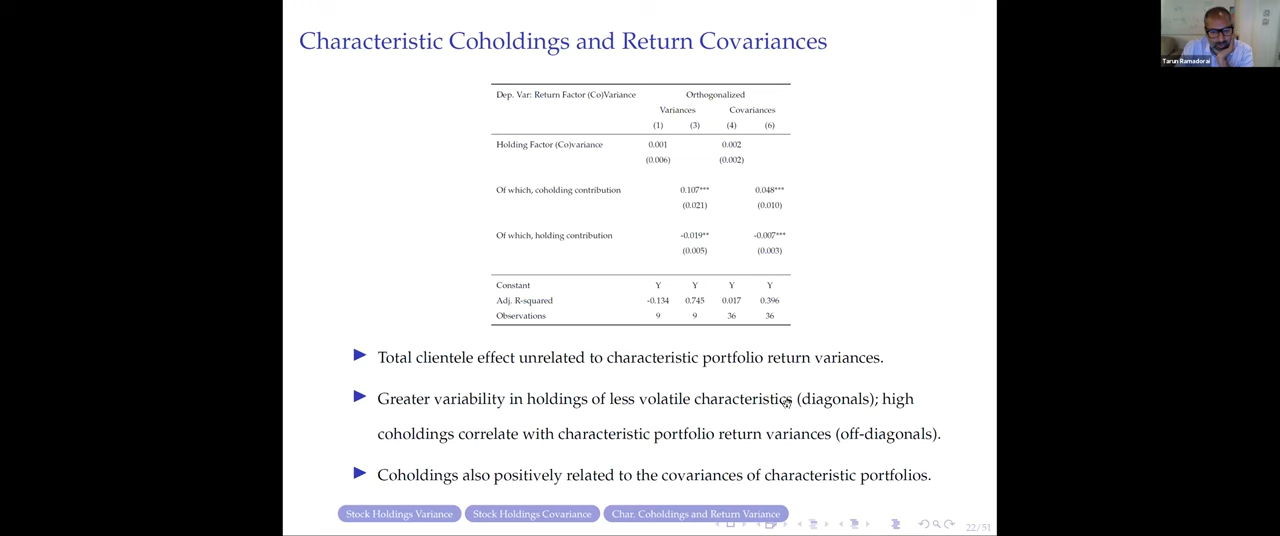 Characteristic Coholdings and Return Covariances
Tarun Ramadorai
Dep. Var: Return Factor (Co)Variance Orthogonalized
Variances Covariances
(1) (3) (4) (6)
Holding Factor (Co)variance 0.001 0.002
(0.006) (0.002)
Of which, coholding contribution 0.107*** 0.048***
(0.021) (0.010)
Of which, holding contribution -0.019** -0.007***
(0.005) (0.003)
Constant Y Y Y Y
Adj. R-squared -0.134 0.745 0.017 0.396
Observations 9 9 36 36
Total clientele effect unrelated to characteristic portfolio return variances.
Greater variability in holdings of less volatile characteristics (diagonals); high
coholdings correlate with characteristic portfolio return variances (off-diagonals).
Coholdings also positively related to the covariances of characteristic portfolios.
Stock Holdings Variance Stock Holdings Covariance Char. Coholdings and Return Variance
22/51